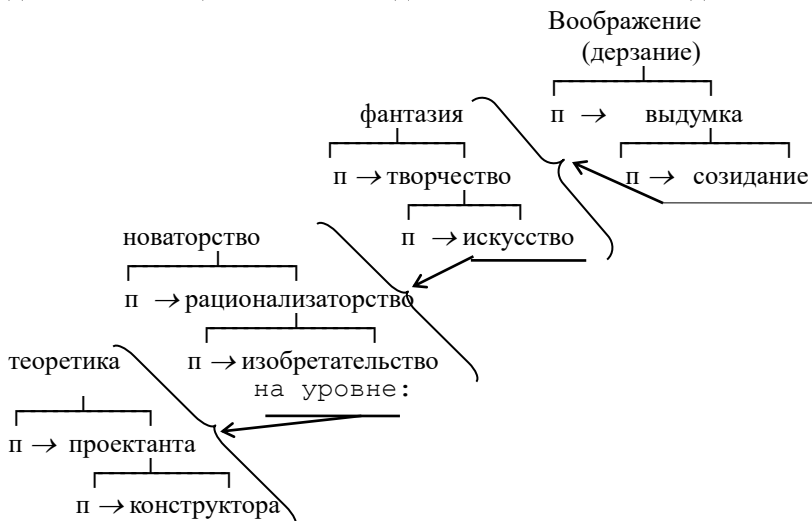 Воображение
(дерзание)
фантазия
п → выдумка
п → творчество
п → созидание
новаторство
п → искусство
п → рационализаторство
теоретика
п → изобретательство
на уровне:
п → проектанта
п → конструктора